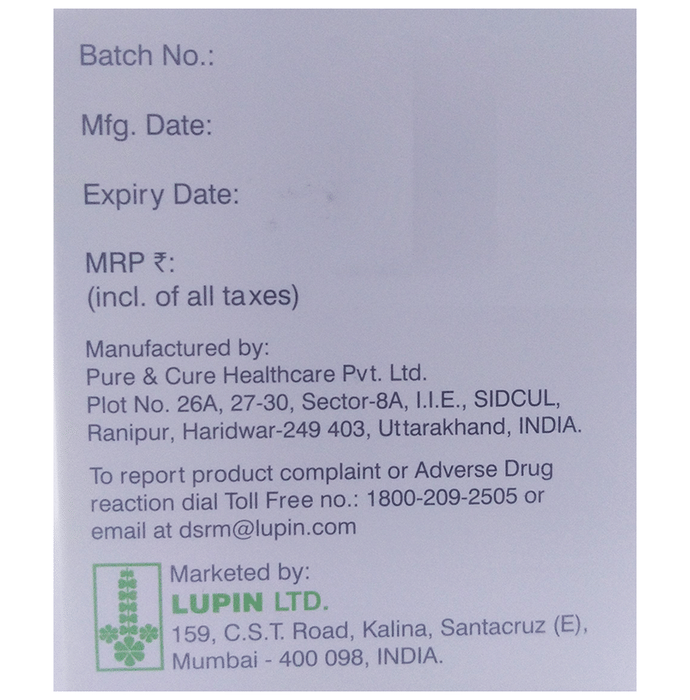 Batch No.:
Mfg. Date:
Expiry Date:
MRP ₹:
(incl. of all taxes)
Manufactured by:
Pure & Cure Healthcare Pvt. Ltd.
Plot No. 26A, 27-30, Sector-8A, I.I.E., SIDCUL,
Ranipur, Haridwar-249 403, Uttarakhand, INDIA.
To report product complaint or Adverse Drug
reaction dial Toll Free no.: 1800-209-2505 or
email at dsrm@lupin.com
Marketed by:
LUPIN LTD.
159, C.S.T. Road, Kalina, Santacruz (E),
Mumbai - 400 098, INDIA.